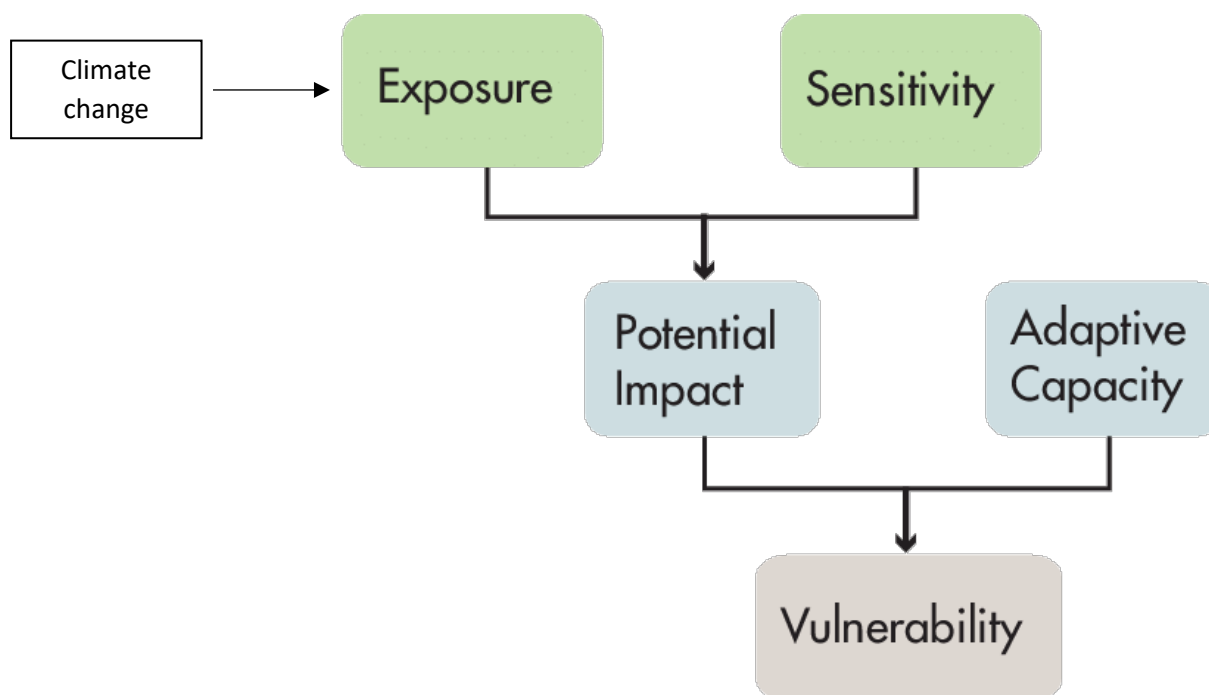 Climate
change
Exposure
Sensitivity
Potential
Impact
Adaptive
Capacity
Vulnerability